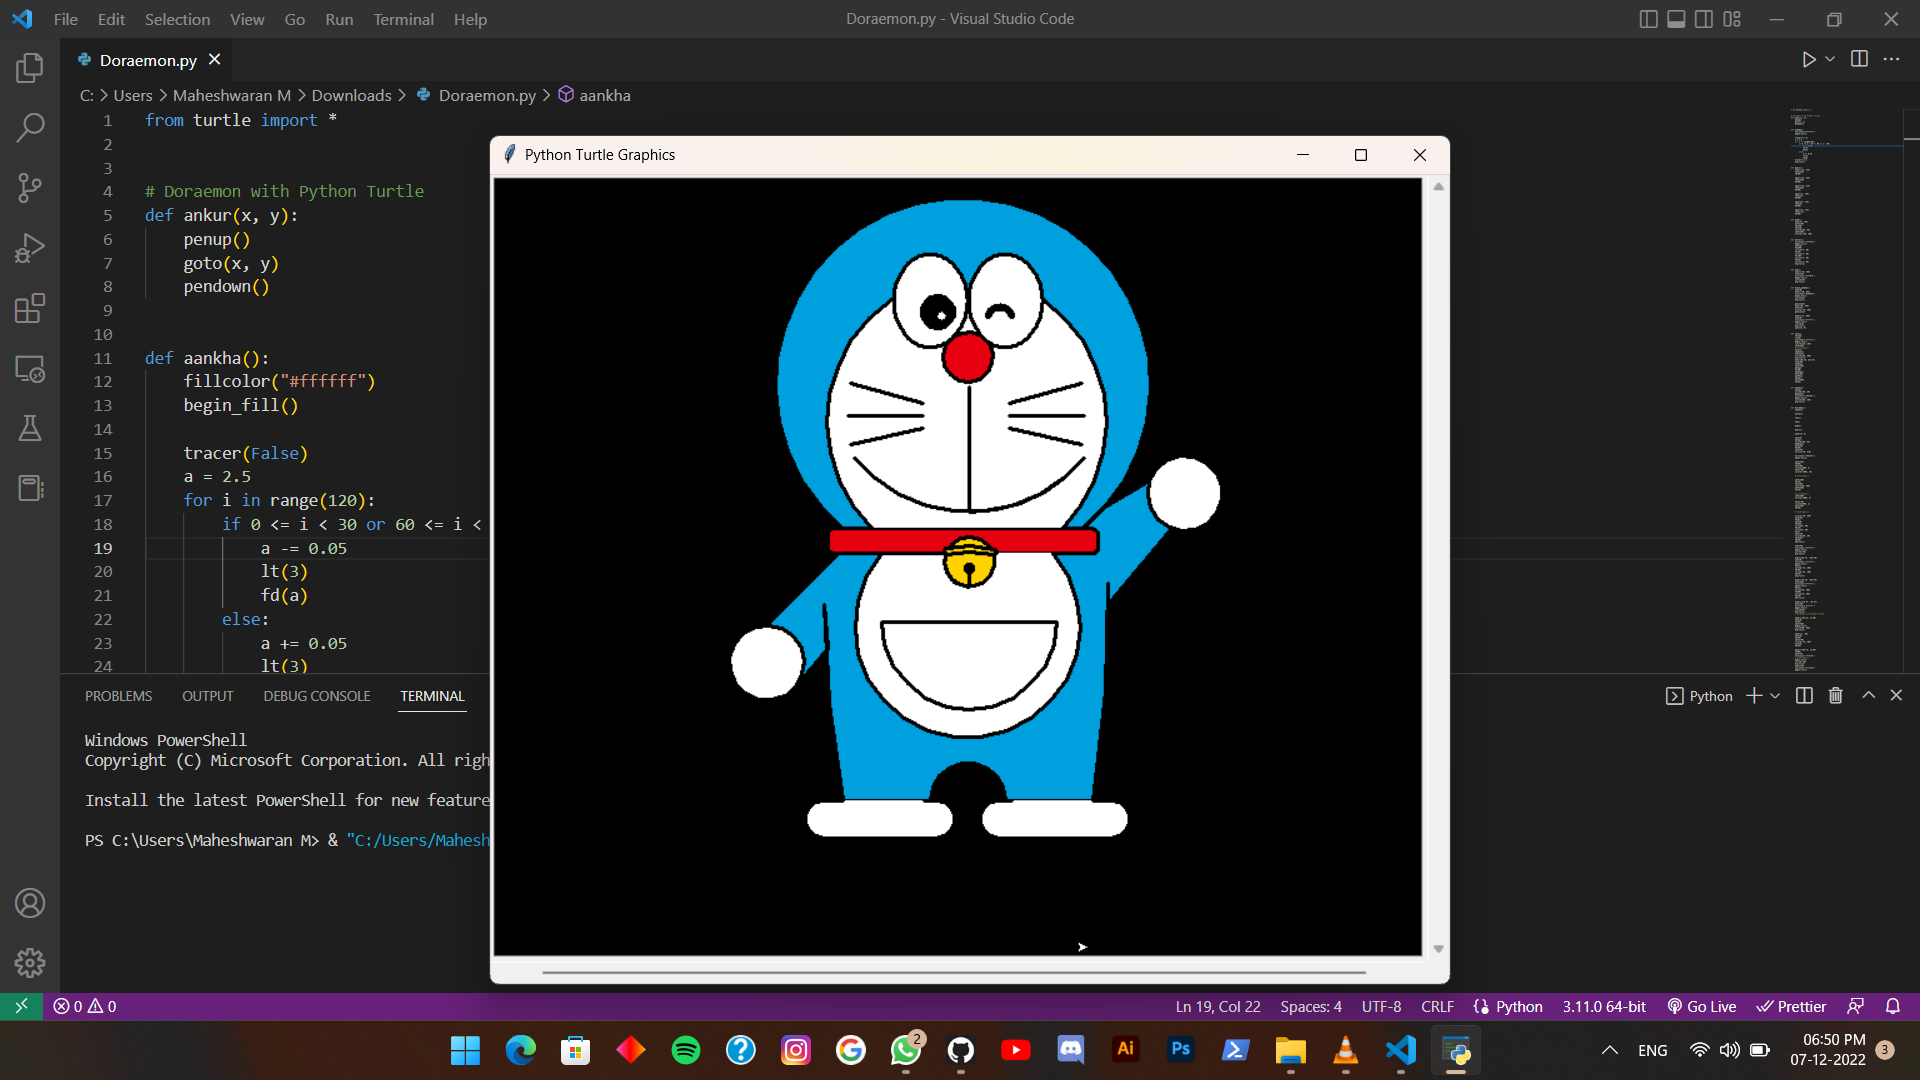 File Edit Selection View Go Run Terminal Help
Doraemon.py - Visual Studio Code
Doraemon.py
C: > Users > Maheshwaran M > Downloads > Doraemon.py > aankha
1 from turtle import *
2
3
4 # Doraemon with Python Turtle
5 def ankur(x, y):
6 penup()
7 goto(x, y)
8 pendown()
9
10
11 def aankha():
12 fillcolor("#ffffff")
13 begin_fill()
14
15 tracer(False)
16 a = 2.5
17 for i in range(120):
18 if 0 <= i < 30 or 60 <= i <
19 a -= 0.05
20 lt(3)
21 fd(a)
22 else:
23 a += 0.05
24 lt(3)
Python Turtle Graphics
PROBLEMS OUTPUT DEBUG CONSOLE TERMINAL
Python
Windows PowerShell
Copyright (C) Microsoft Corporation. All righ
Install the latest PowerShell for new feature
PS C:\Users\Maheshwaran M> & "C:/Users/Mahesh
0 0
Ln 19, Col 22 Spaces: 4 UTF-8 CRLF Python 3.11.0 64-bit Go Live Prettier
2
Ai
Ps
ENG
06:50 PM
07-12-2022
3